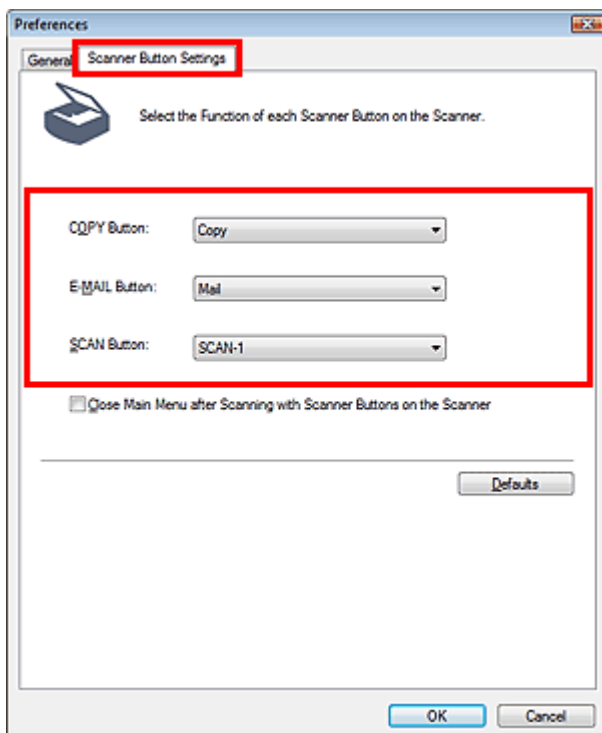 Preferences
General
Scanner Button Settings
Select the Function of each Scanner Button on the Scanner.
COPY Button: Copy
E-MAIL Button: Mail
SCAN Button: SCAN-1
Close Main Menu after Scanning with Scanner Buttons on the Scanner
Defaults
OK Cancel